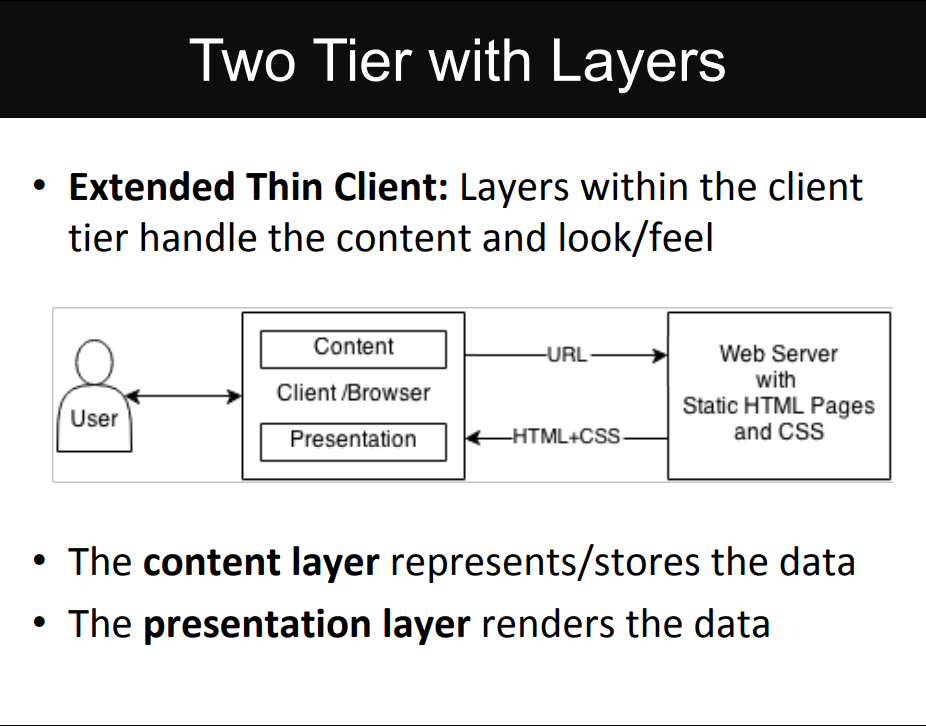 Two Tier with Layers
• Extended Thin Client: Layers within the client
tier handle the content and look/feel
User
Content
Client /Browser
Presentation
URL
HTML+CSS
Web Server
with
Static HTML Pages
and CSS
• The content layer represents/stores the data
• The presentation layer renders the data